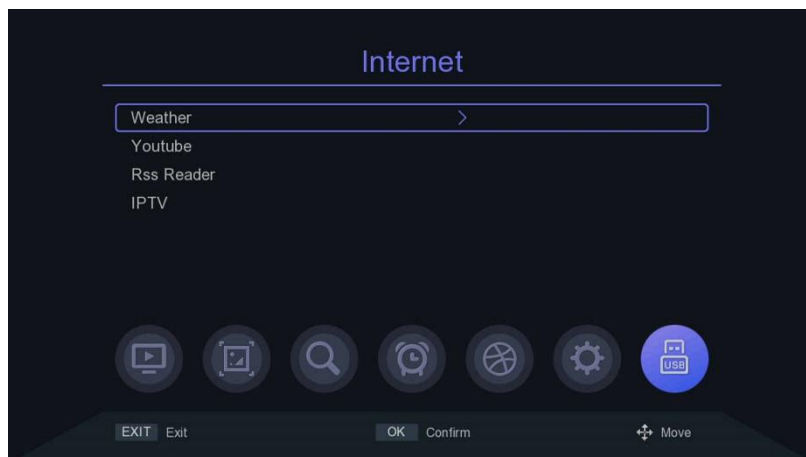 Internet
Weather
Youtube
Rss Reader
IPTV
USB
EXIT Exit OK Confirm Move